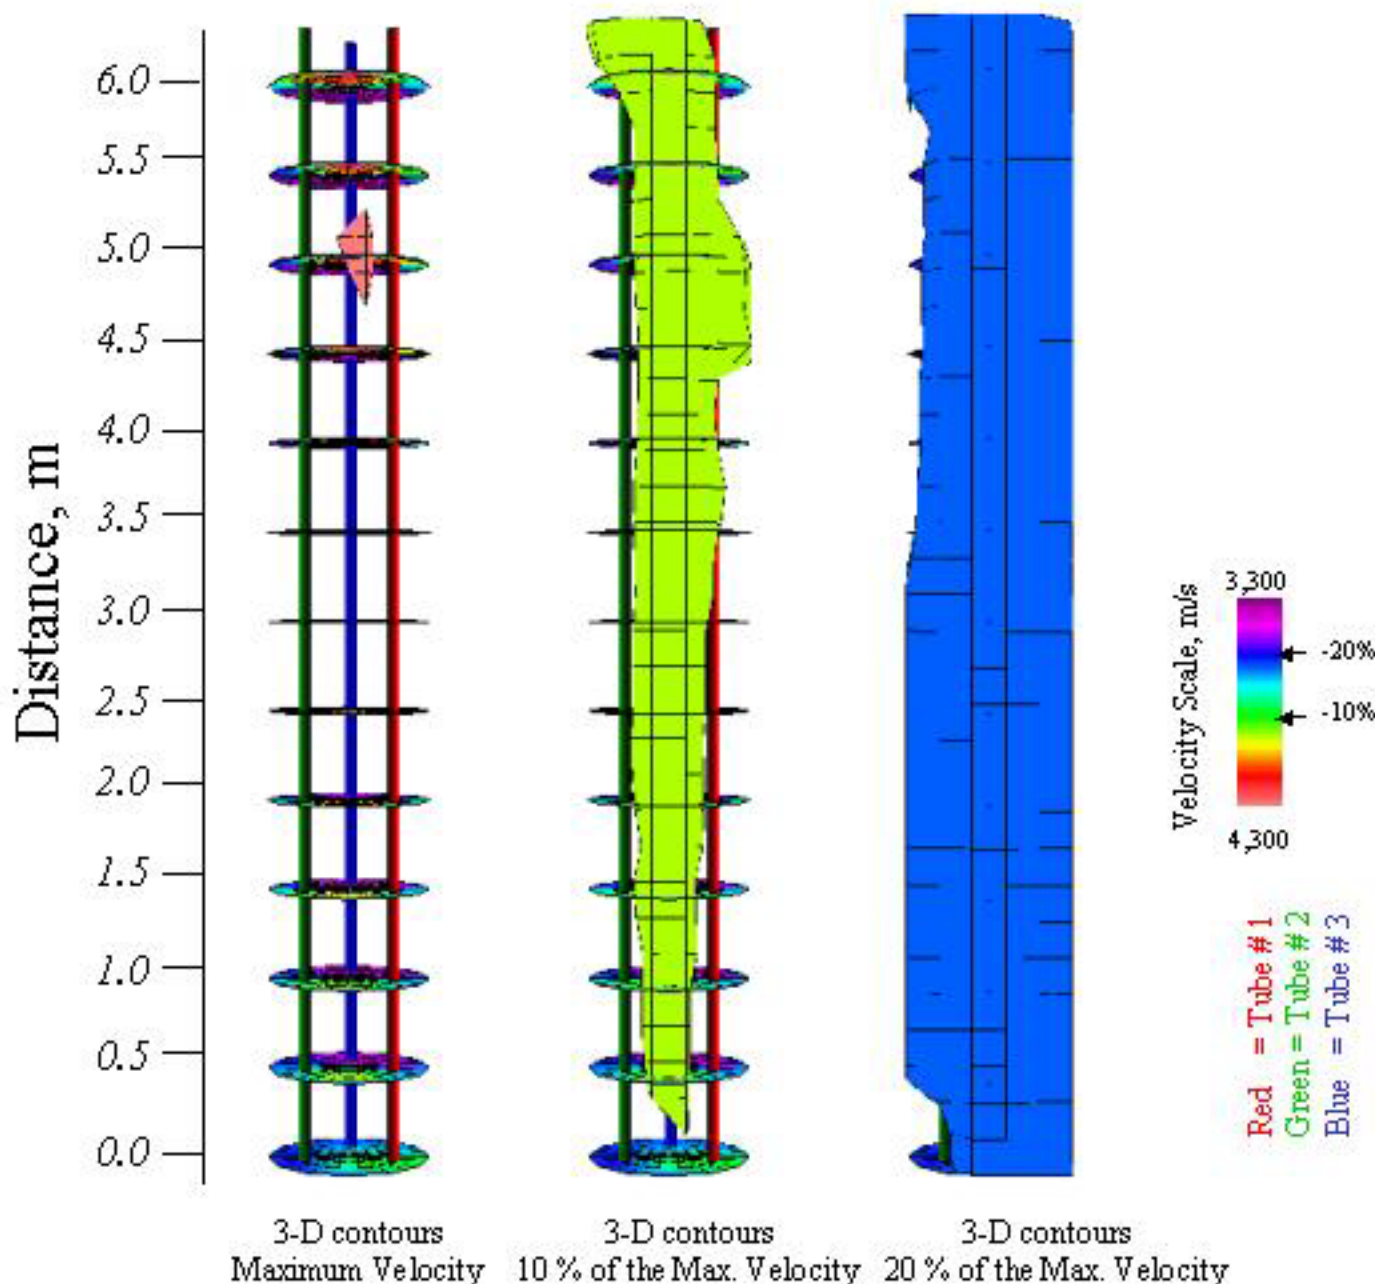 Distance, m
6.0
5.5
5.0
4.5
4.0
3.5
3.0
2.5
2.0
1.5
1.0
0.5
0.0
3-D contours
Maximum Velocity
3-D contours
10 % of the Max. Velocity
3-D contours
20 % of the Max. Velocity
Velocity Scale, m/s
3,300
-20%
-10%
4,300
Red = Tube # 1
Green = Tube # 2
Blue = Tube # 3